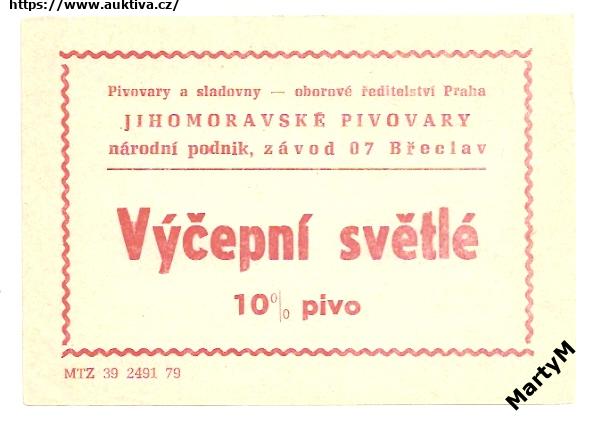 https://www.auktiva.cz/
Pivovary a sladovny — oborové ředitelství Praha
JIHOMORAVSKÉ PIVOVARY
národní podnik, závod 07 Břeclav
Výčepní světlé
10% pivo
MTZ 39 2491 79
MartyM